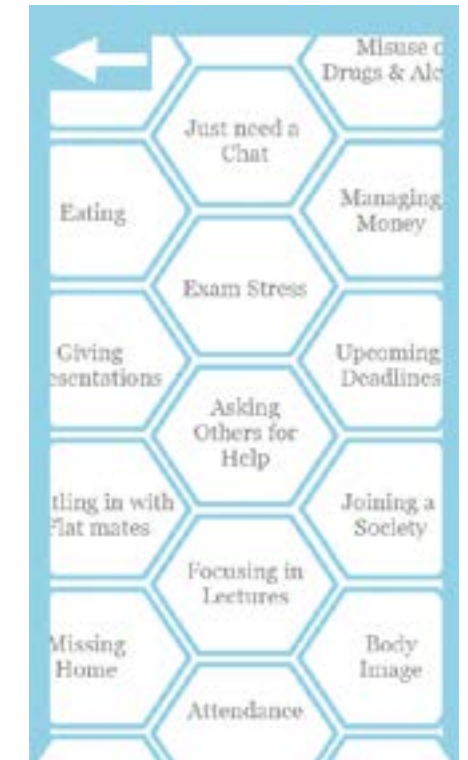 Misuse
Drugs & Alc
Just need a
Chat
Eating
Managing
Money
Exam Stress
Giving
esentations
Upcoming
Deadlines
Asking
Others for
Help
tling in with
Flat mates
Joining a
Society
Focusing in
Lectures
Missing
Home
Body
Image
Attendance